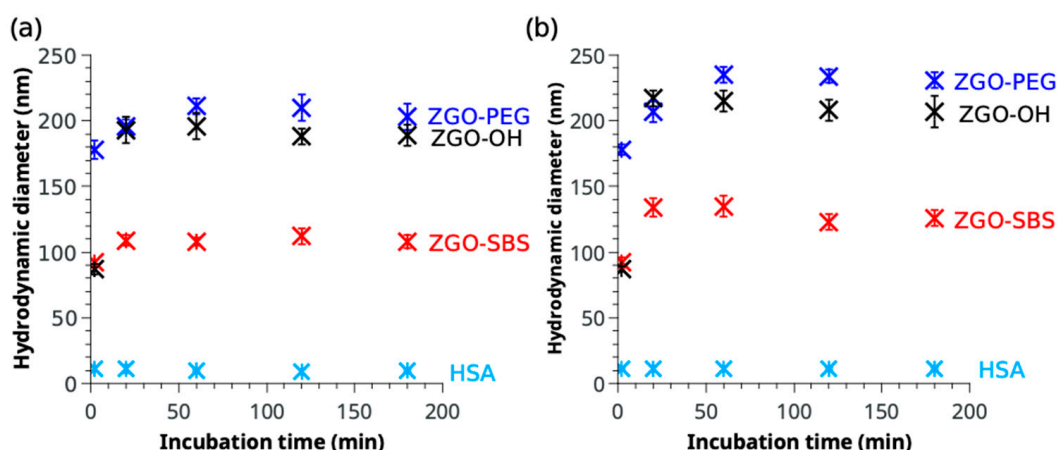 (a)
250
200
150
100
50
0
0 50 100 150 200
Hydrodynamic diameter (nm)
Incubation time (min)
ZGO-PEG
ZGO-OH
ZGO-SBS
HSA
(b)
250
200
150
100
50
0
0 50 100 150 200
Hydrodynamic diameter (nm)
Incubation time (min)
ZGO-PEG
ZGO-OH
ZGO-SBS
HSA